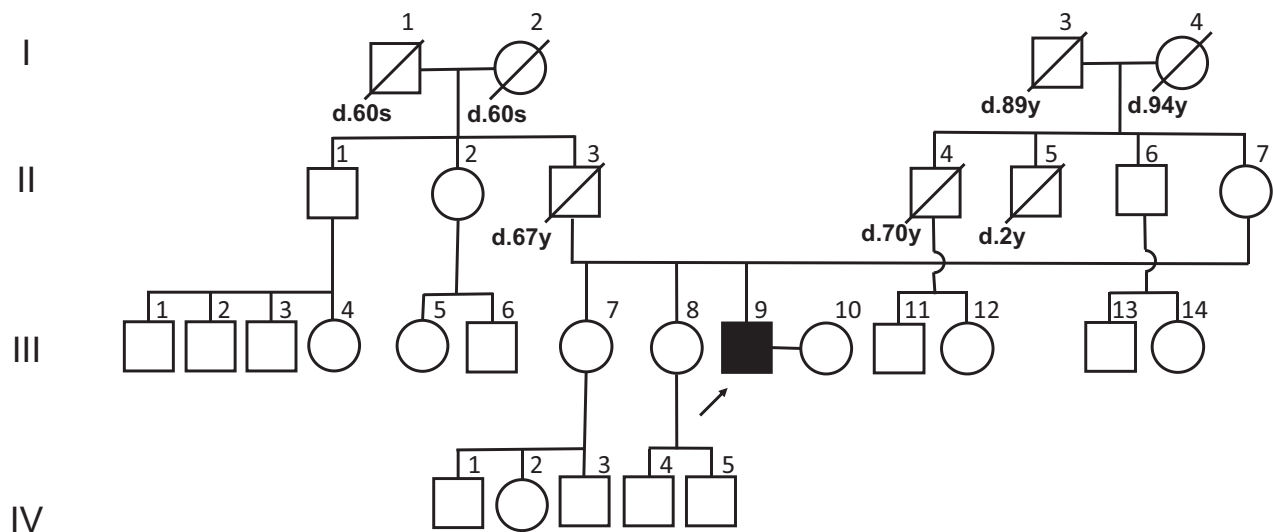 I
1 2 3 4
d.60s d.60s d.89y d.94y
II
1 2 3 4 5 6 7
d.67y d.70y d.2y
III
1 2 3 4 5 6 7 8 9 10 11 12 13 14
IV
1 2 3 4 5